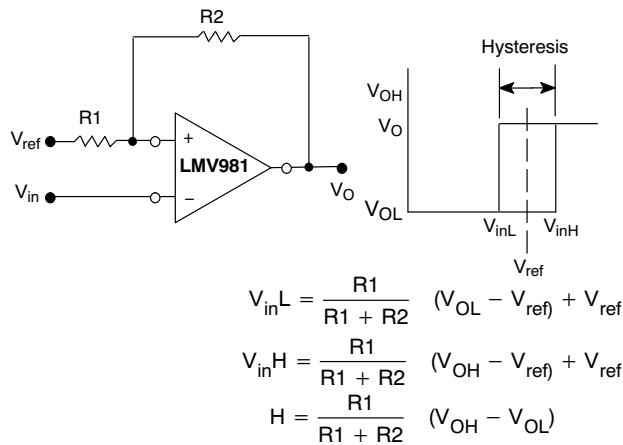 R2
Hysteresis
R1
V_OH
V_ref
+
V_O
LMV981
V_in
−
V_O
V_OL
V_inL
V_inH
V_ref
V_inL = R1 / (R1 + R2) (V_OL − V_ref) + V_ref
V_inH = R1 / (R1 + R2) (V_OH − V_ref) + V_ref
H = R1 / (R1 + R2) (V_OH − V_OL)